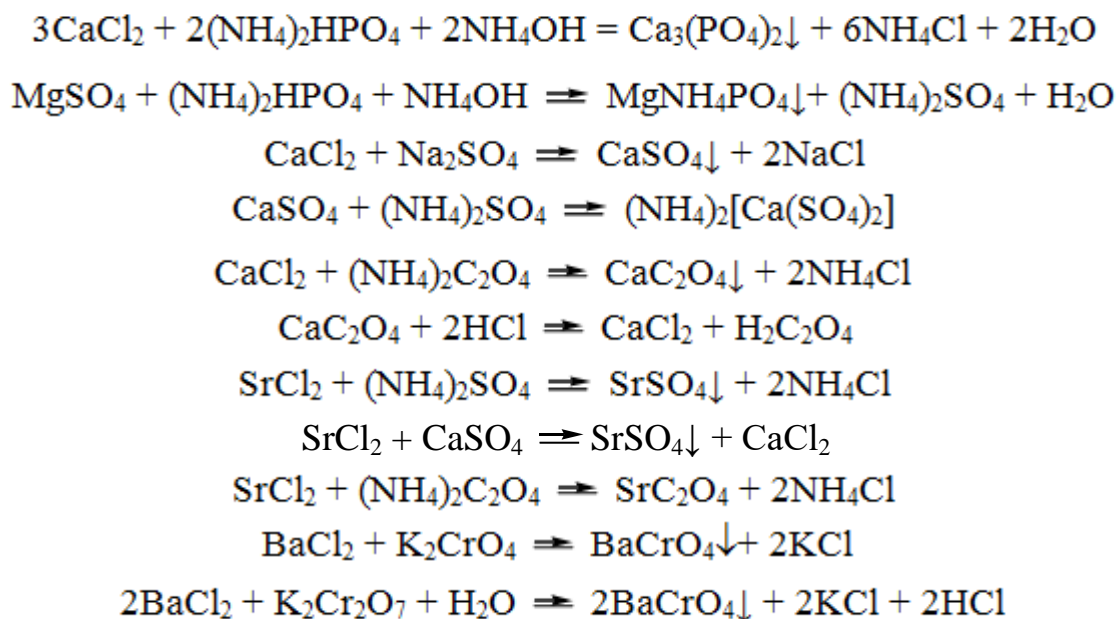 3CaCl₂ + 2(NH₄)₂HPO₄ + 2NH₄OH = Ca₃(PO₄)₂↓ + 6NH₄Cl + 2H₂O
MgSO₄ + (NH₄)₂HPO₄ + NH₄OH ⇌ MgNH₄PO₄↓+ (NH₄)₂SO₄ + H₂O
CaCl₂ + Na₂SO₄ ⇌ CaSO₄↓ + 2NaCl
CaSO₄ + (NH₄)₂SO₄ ⇌ (NH₄)₂[Ca(SO₄)₂]
CaCl₂ + (NH₄)₂C₂O₄ ⇌ CaC₂O₄↓ + 2NH₄Cl
CaC₂O₄ + 2HCl ⇌ CaCl₂ + H₂C₂O₄
SrCl₂ + (NH₄)₂SO₄ ⇌ SrSO₄↓ + 2NH₄Cl
SrCl₂ + CaSO₄ ⇌ SrSO₄↓ + CaCl₂
SrCl₂ + (NH₄)₂C₂O₄ ⇌ SrC₂O₄ + 2NH₄Cl
BaCl₂ + K₂CrO₄ ⇌ BaCrO₄↓+ 2KCl
2BaCl₂ + K₂Cr₂O₇ + H₂O ⇌ 2BaCrO₄↓ + 2KCl + 2HCl